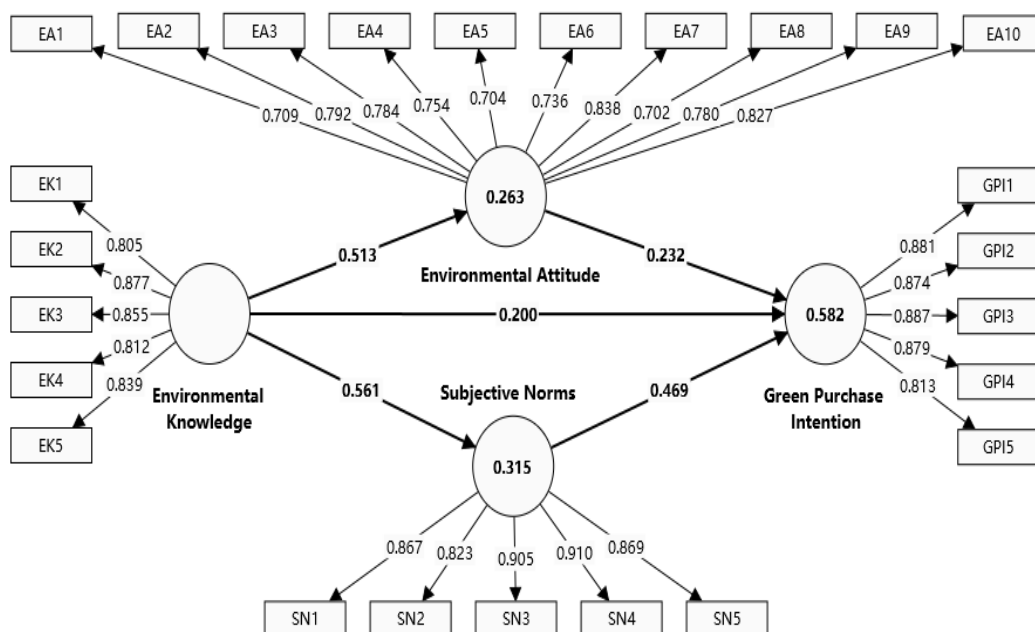 EA1
EA2
EA3
EA4
EA5
EA6
EA7
EA8
EA9
EA10
0.709
0.792
0.784
0.754
0.704
0.736
0.838
0.702
0.780
0.827
EK1
EK2
EK3
EK4
EK5
0.805
0.877
0.855
0.812
0.839
Environmental
Knowledge
0.513
0.200
0.561
0.263
Environmental Attitude
Subjective Norms
0.315
0.232
0.469
0.582
Green Purchase
Intention
0.881
0.874
0.887
0.879
0.813
GPI1
GPI2
GPI3
GPI4
GPI5
0.867
0.823
0.905
0.910
0.869
SN1
SN2
SN3
SN4
SN5